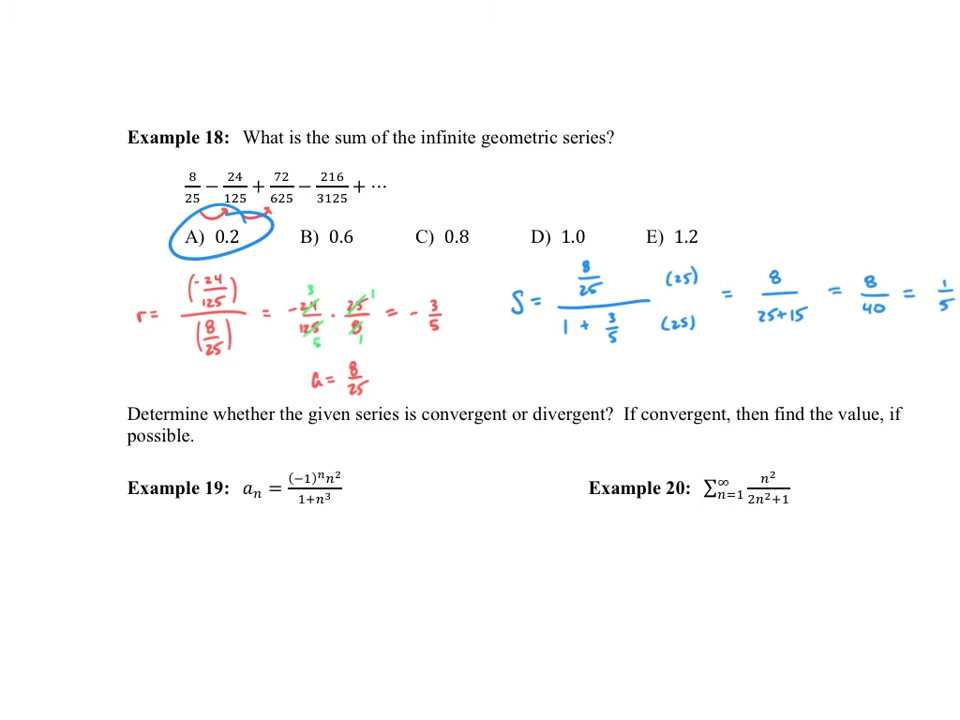 Example 18: What is the sum of the infinite geometric series?
8/25 − 24/125 + 72/625 − 216/3125 + ⋯
A) 0.2 B) 0.6 C) 0.8 D) 1.0 E) 1.2
r = (-24/125)/(8/25) = -24/125 · 25/8 = - 3/5
3 1
5 1
a = 8/25
S = (8/25)/(1 + 3/5) (25)/(25) = 8/(25+15) = 8/40 = 1/5
Determine whether the given series is convergent or divergent? If convergent, then find the value, if
possible.
Example 19: aₙ = (−1)ⁿn²/(1+n³) Example 20: ∑_{n=1}^{∞} n²/(2n²+1)